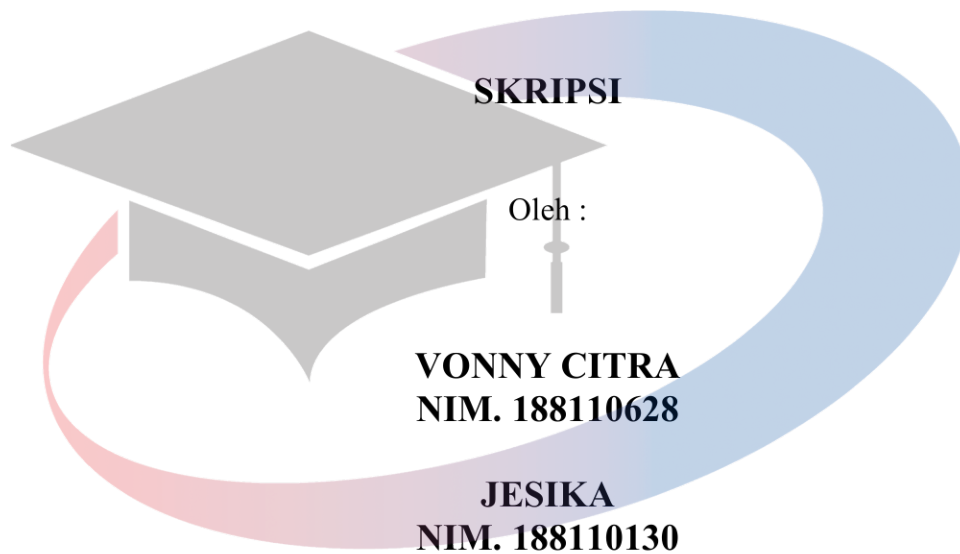 SKRIPSI
Oleh :
VONNY CITRA
NIM. 188110628
JESIKA
NIM. 188110130